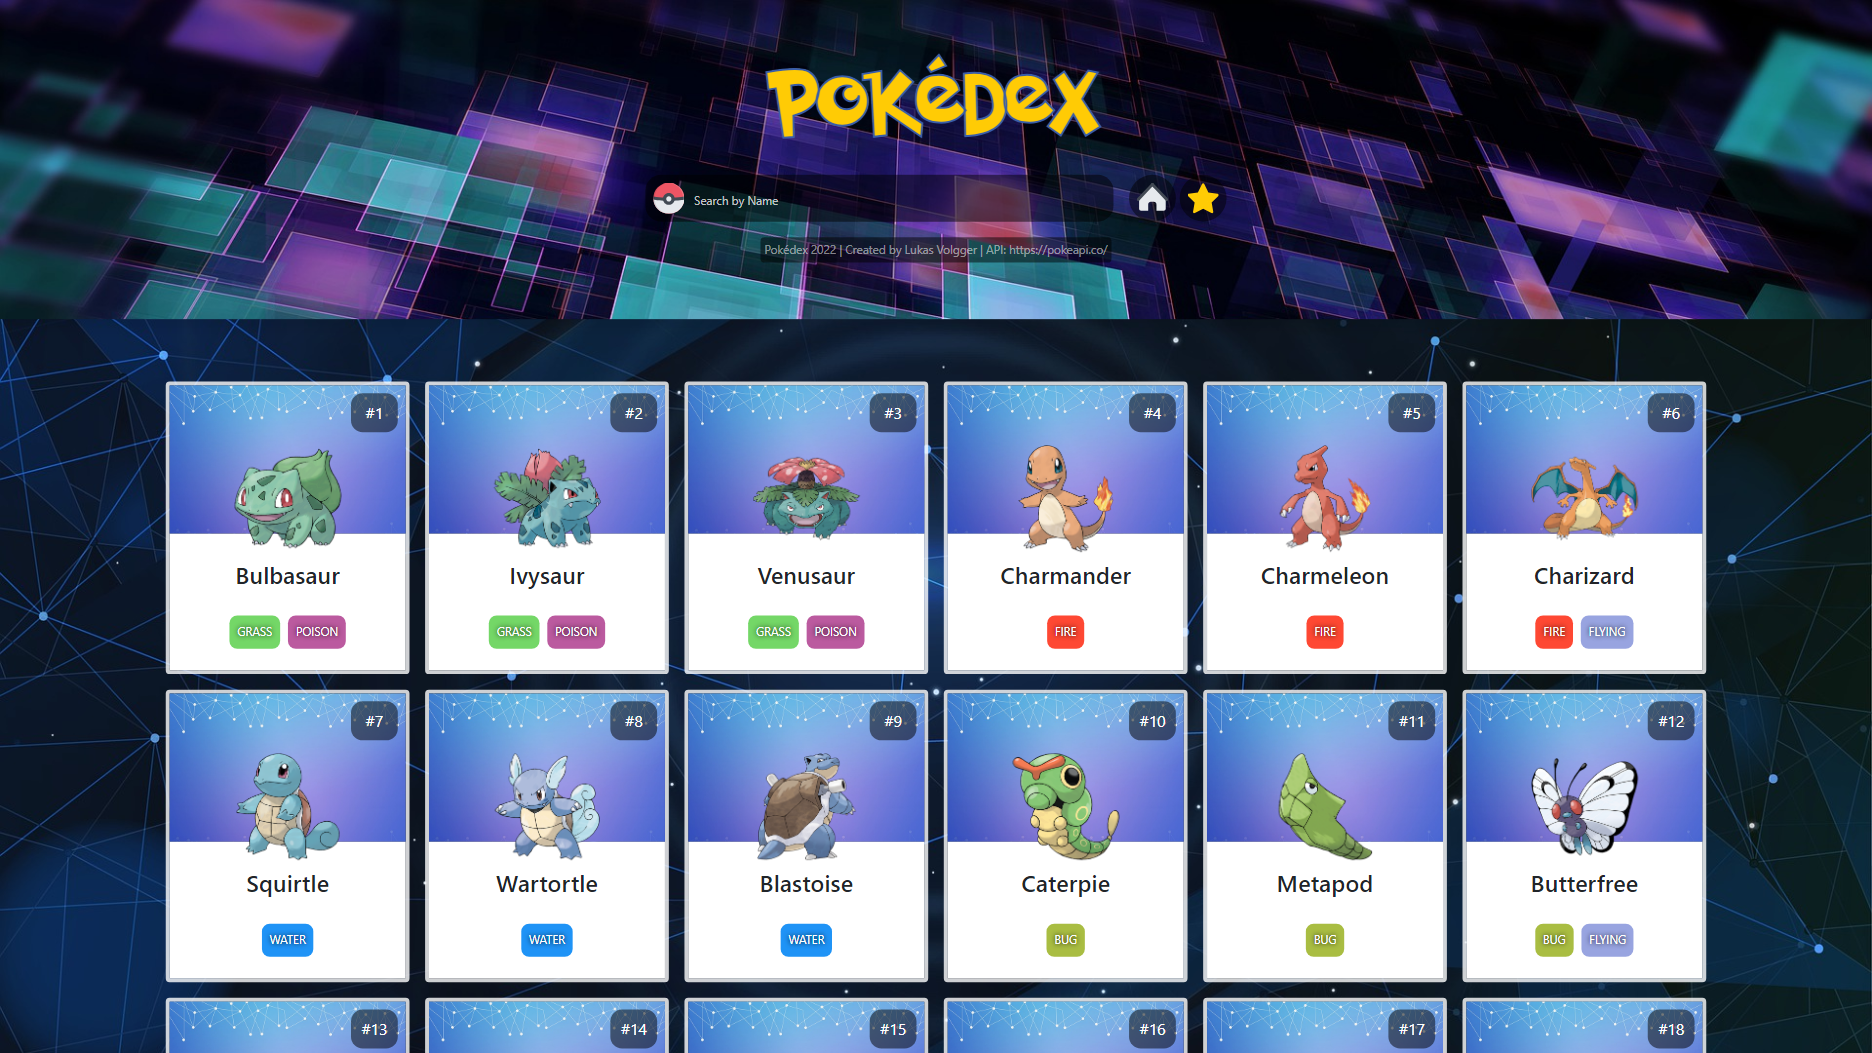 POKéDEX
Search by Name
Pokédex 2022 | Created by Lukas Volgger | API: https://pokeapi.co/
#1
#2
#3
#4
#5
#6
Bulbasaur
Ivysaur
Venusaur
Charmander
Charmeleon
Charizard
GRASS POISON
GRASS POISON
GRASS POISON
FIRE
FIRE
FIRE FLYING
#7
#8
#9
#10
#11
#12
Squirtle
Wartortle
Blastoise
Caterpie
Metapod
Butterfree
WATER
WATER
WATER
BUG
BUG
BUG FLYING
#13
#14
#15
#16
#17
#18